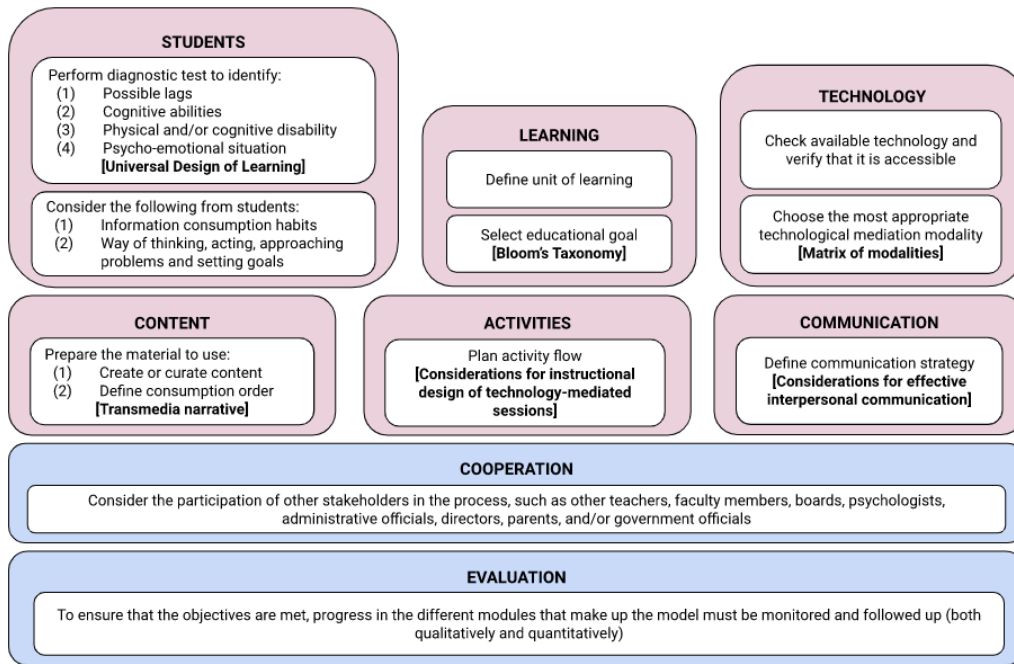 STUDENTS
Perform diagnostic test to identify:
(1) Possible lags
(2) Cognitive abilities
(3) Physical and/or cognitive disability
(4) Psycho-emotional situation
[Universal Design of Learning]
Consider the following from students:
(1) Information consumption habits
(2) Way of thinking, acting, approaching
problems and setting goals
LEARNING
Define unit of learning
Select educational goal
[Bloom's Taxonomy]
TECHNOLOGY
Check available technology and
verify that it is accessible
Choose the most appropriate
technological mediation modality
[Matrix of modalities]
CONTENT
Prepare the material to use:
(1) Create or curate content
(2) Define consumption order
[Transmedia narrative]
ACTIVITIES
Plan activity flow
[Considerations for instructional
design of technology-mediated
sessions]
COMMUNICATION
Define communication strategy
[Considerations for effective
interpersonal communication]
COOPERATION
Consider the participation of other stakeholders in the process, such as other teachers, faculty members, boards, psychologists,
administrative officials, directors, parents, and/or government officials
EVALUATION
To ensure that the objectives are met, progress in the different modules that make up the model must be monitored and followed up (both
qualitatively and quantitatively)